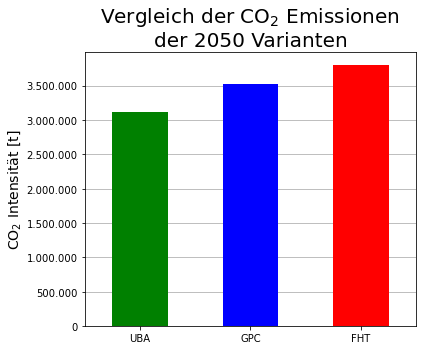 Vergleich der CO₂ Emissionen
der 2050 Varianten
CO₂ Intensität [t]
3.500.000
3.000.000
2.500.000
2.000.000
1.500.000
1.000.000
500.000
0
UBA GPC FHT